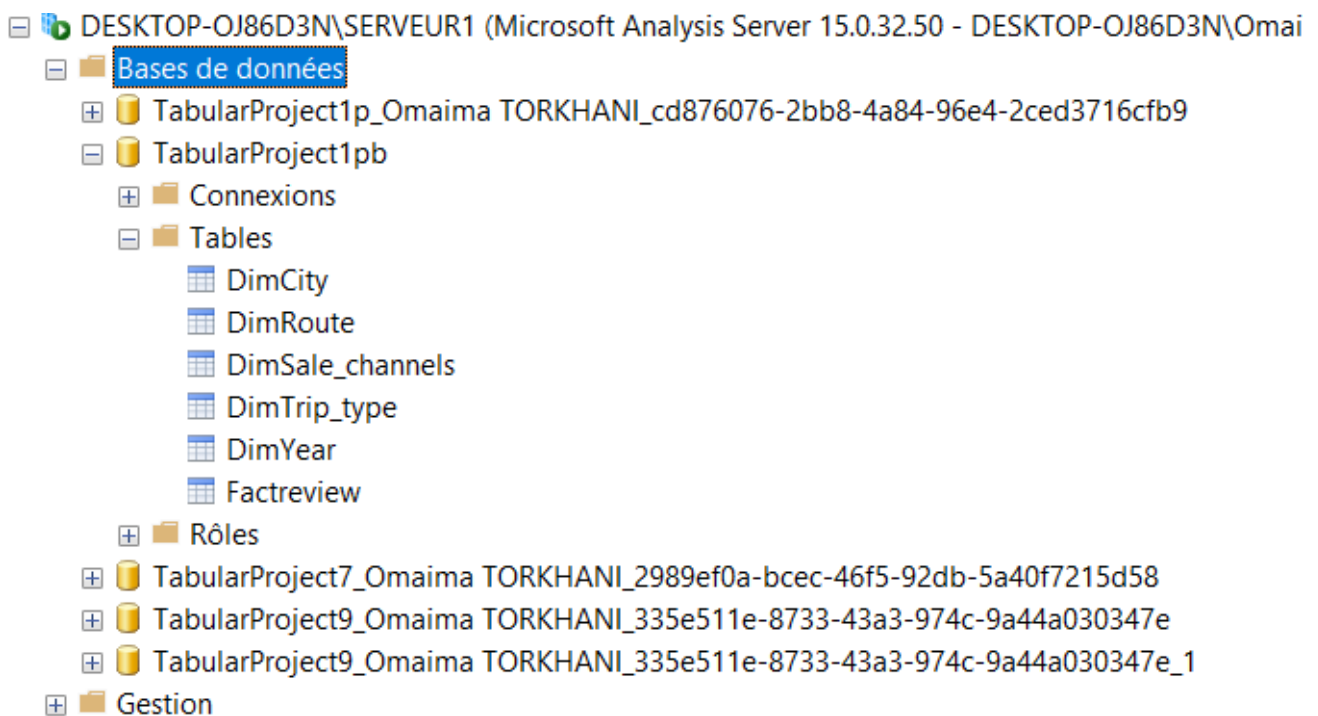 DESKTOP-OJ86D3N\SERVEUR1 (Microsoft Analysis Server 15.0.32.50 - DESKTOP-OJ86D3N\Omai
Bases de données
TabularProject1p_Omaima TORKHANI_cd876076-2bb8-4a84-96e4-2ced3716cfb9
TabularProject1pb
Connexions
Tables
DimCity
DimRoute
DimSale_channels
DimTrip_type
DimYear
Factreview
Rôles
TabularProject7_Omaima TORKHANI_2989ef0a-bcec-46f5-92db-5a40f7215d58
TabularProject9_Omaima TORKHANI_335e511e-8733-43a3-974c-9a44a030347e
TabularProject9_Omaima TORKHANI_335e511e-8733-43a3-974c-9a44a030347e_1
Gestion